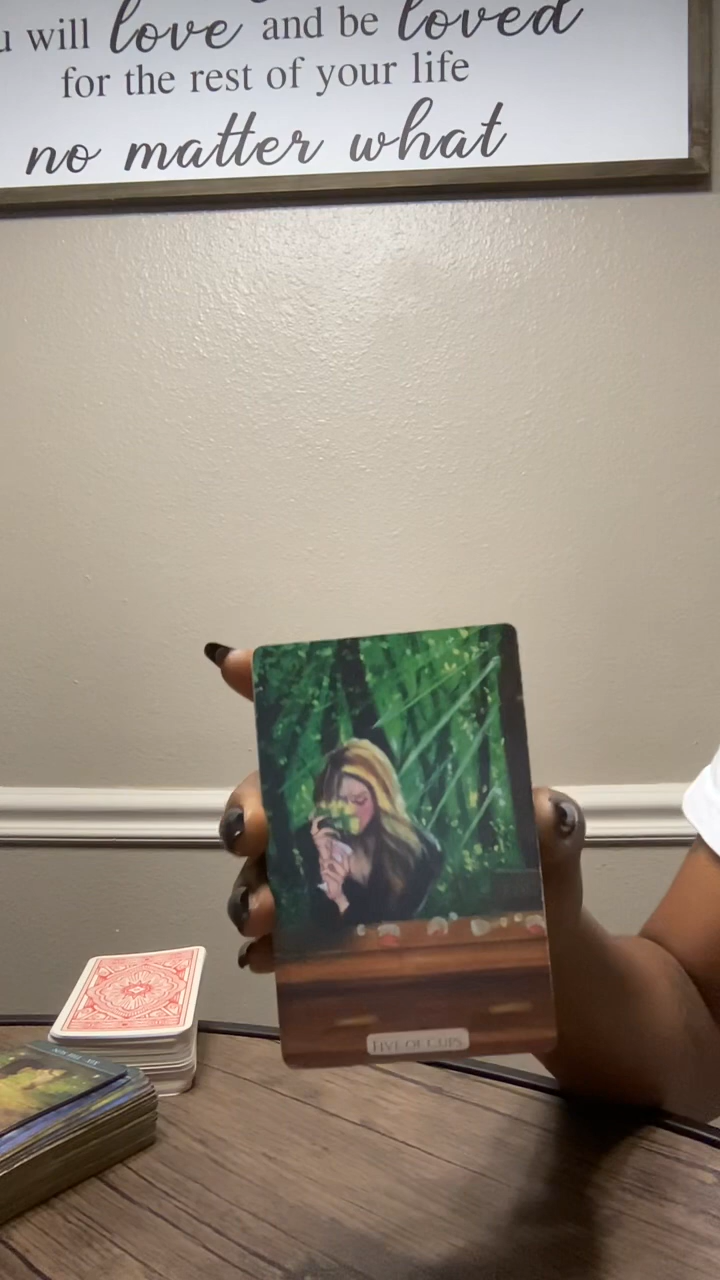 will love and be loved
for the rest of your life
no matter what
FIVE OF CUPS